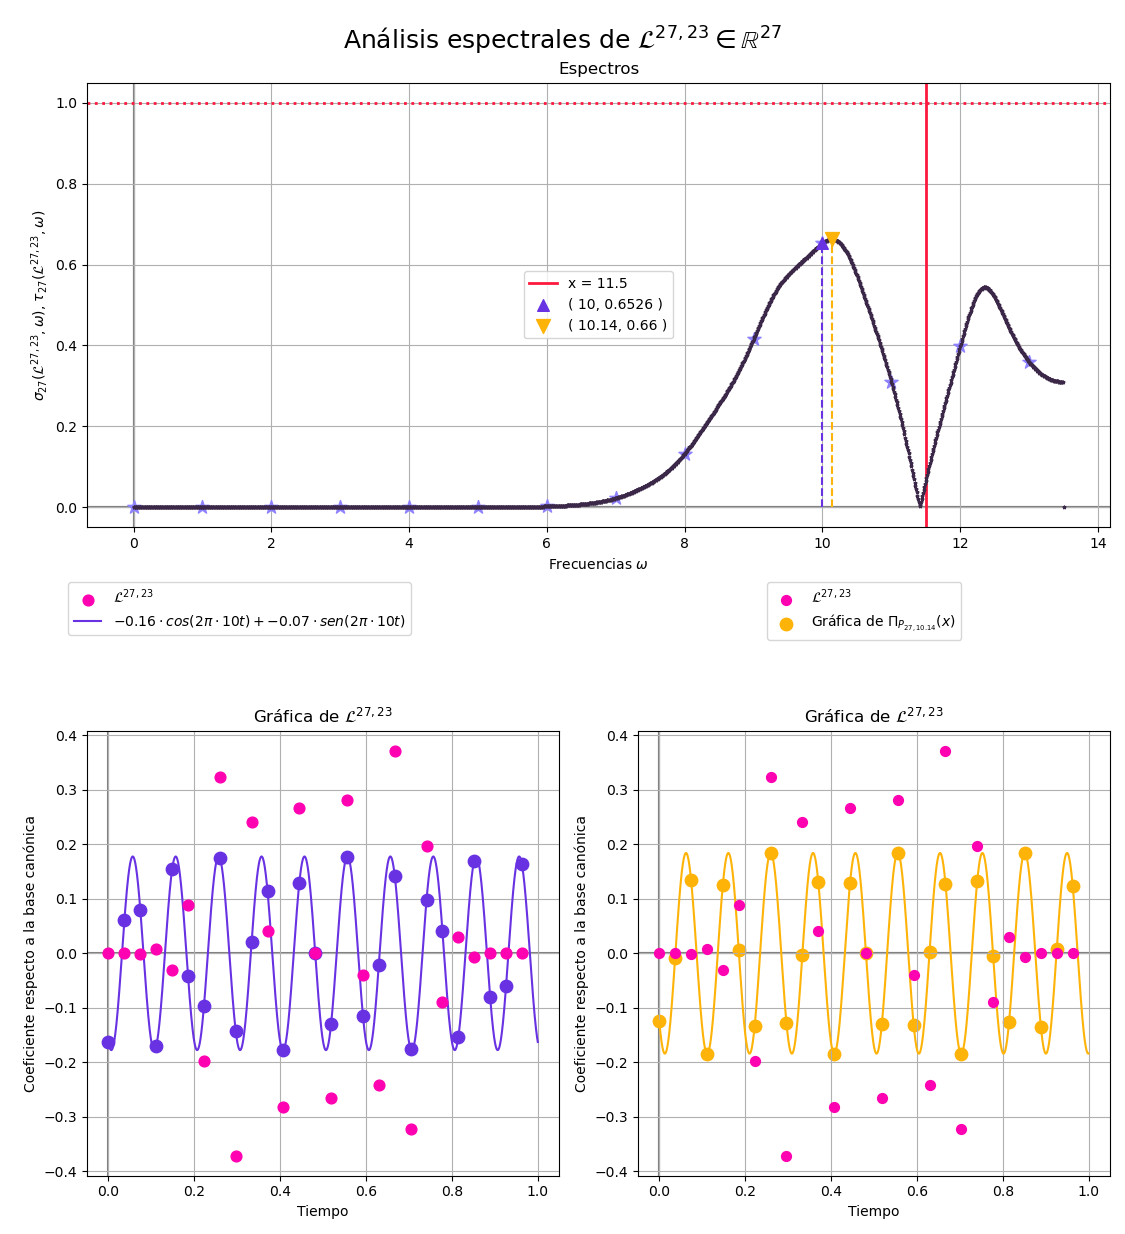 Análisis espectrales de 𝓛^{27,23} ∈ ℝ^{27}
Espectros
σ_{27}(𝓛^{27,23}, ω), τ_{27}(𝓛^{27,23}, ω)
1.0
0.8
0.6
0.4
0.2
0.0
x = 11.5
( 10, 0.6526 )
( 10.14, 0.66 )
0 2 4 6 8 10 12 14
Frecuencias ω
𝓛^{27,23}
−0.16 · cos(2π · 10t) + −0.07 · sen(2π · 10t)
𝓛^{27,23}
Gráfica de Π_{P_{27,10.14}}(x)
Gráfica de 𝓛^{27,23}
Coeficiente respecto a la base canónica
0.4
0.3
0.2
0.1
0.0
−0.1
−0.2
−0.3
−0.4
0.0 0.2 0.4 0.6 0.8 1.0
Tiempo
Gráfica de 𝓛^{27,23}
Coeficiente respecto a la base canónica
0.4
0.3
0.2
0.1
0.0
−0.1
−0.2
−0.3
−0.4
0.0 0.2 0.4 0.6 0.8 1.0
Tiempo